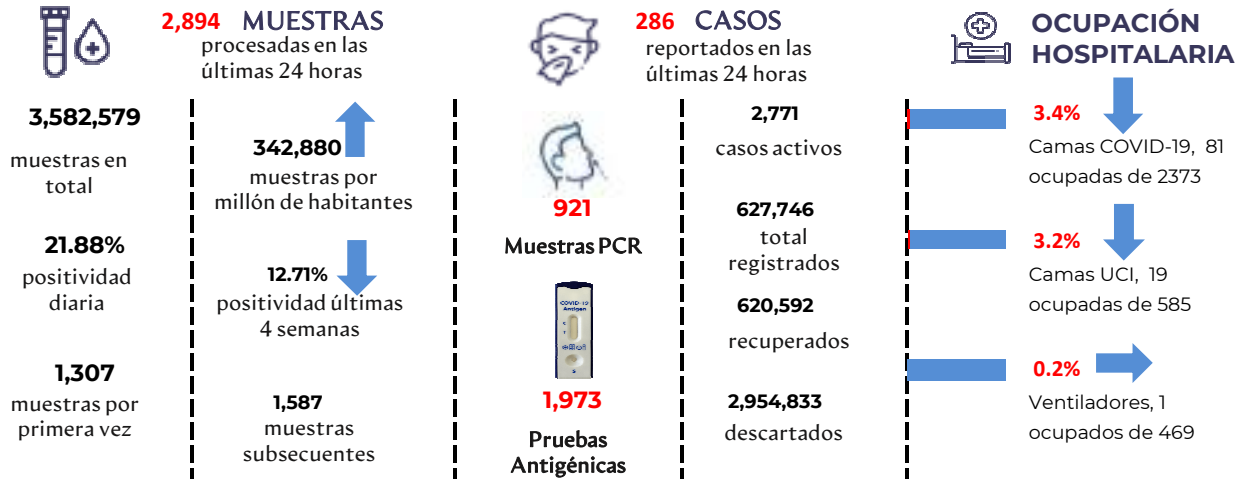 2,894 MUESTRAS
procesadas en las
últimas 24 horas
3,582,579
muestras en
total
21.88%
positividad
diaria
1,307
muestras por
primera vez
342,880
muestras por
millón de habitantes
12.71%
positividad últimas
4 semanas
1,587
muestras
subsecuentes
286 CASOS
reportados en las
últimas 24 horas
921
Muestras PCR
COVID-19
Antigen
C
T
S
1,973
Pruebas
Antigénicas
2,771
casos activos
627,746
total
registrados
620,592
recuperados
2,954,833
descartados
OCUPACIÓN
HOSPITALARIA
3.4%
Camas COVID-19, 81
ocupadas de 2373
3.2%
Camas UCI, 19
ocupadas de 585
0.2%
Ventiladores, 1
ocupados de 469